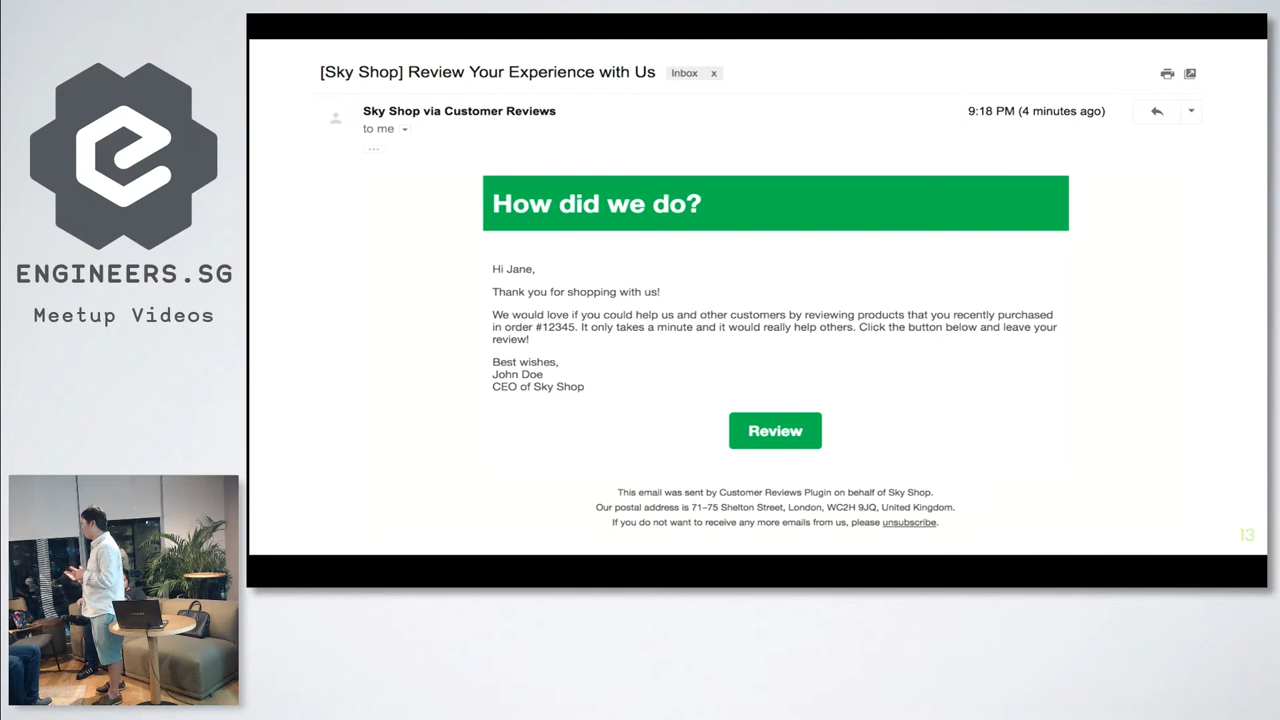 ENGINEERS.SG
Meetup Videos
[Sky Shop] Review Your Experience with Us Inbox x
Sky Shop via Customer Reviews 9:18 PM (4 minutes ago)
to me
How did we do?
Hi Jane,
Thank you for shopping with us!
We would love if you could help us and other customers by reviewing products that you recently purchased
in order #12345. It only takes a minute and it would really help others. Click the button below and leave your
review!
Best wishes,
John Doe
CEO of Sky Shop
Review
This email was sent by Customer Reviews Plugin on behalf of Sky Shop.
Our postal address is 71–75 Shelton Street, London, WC2H 9JQ, United Kingdom.
If you do not want to receive any more emails from us, please unsubscribe.
13